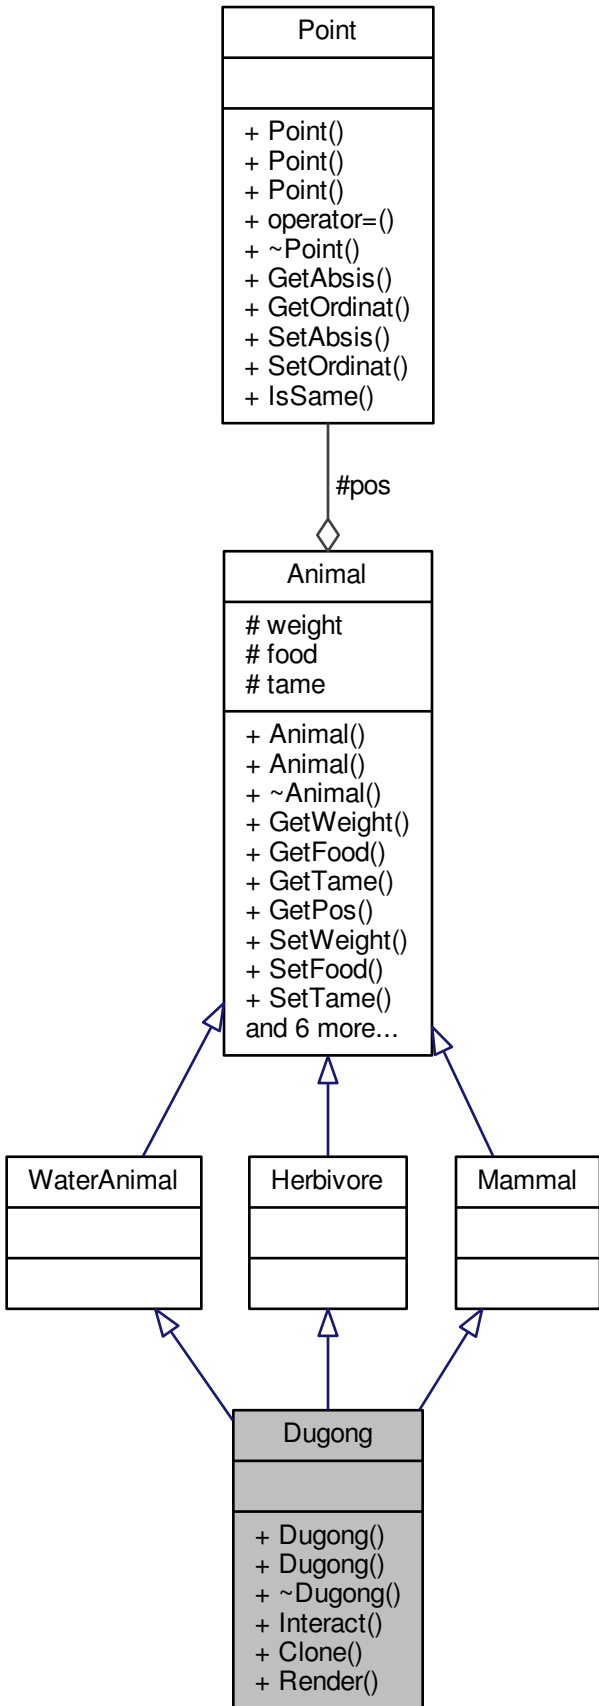 Point
+ Point()
+ Point()
+ Point()
+ operator=()
+ ~Point()
+ GetAbsis()
+ GetOrdinat()
+ SetAbsis()
+ SetOrdinat()
+ IsSame()
#pos
Animal
# weight
# food
# tame
+ Animal()
+ Animal()
+ ~Animal()
+ GetWeight()
+ GetFood()
+ GetTame()
+ GetPos()
+ SetWeight()
+ SetFood()
+ SetTame()
and 6 more...
WaterAnimal
Herbivore
Mammal
Dugong
+ Dugong()
+ Dugong()
+ ~Dugong()
+ Interact()
+ Clone()
+ Render()